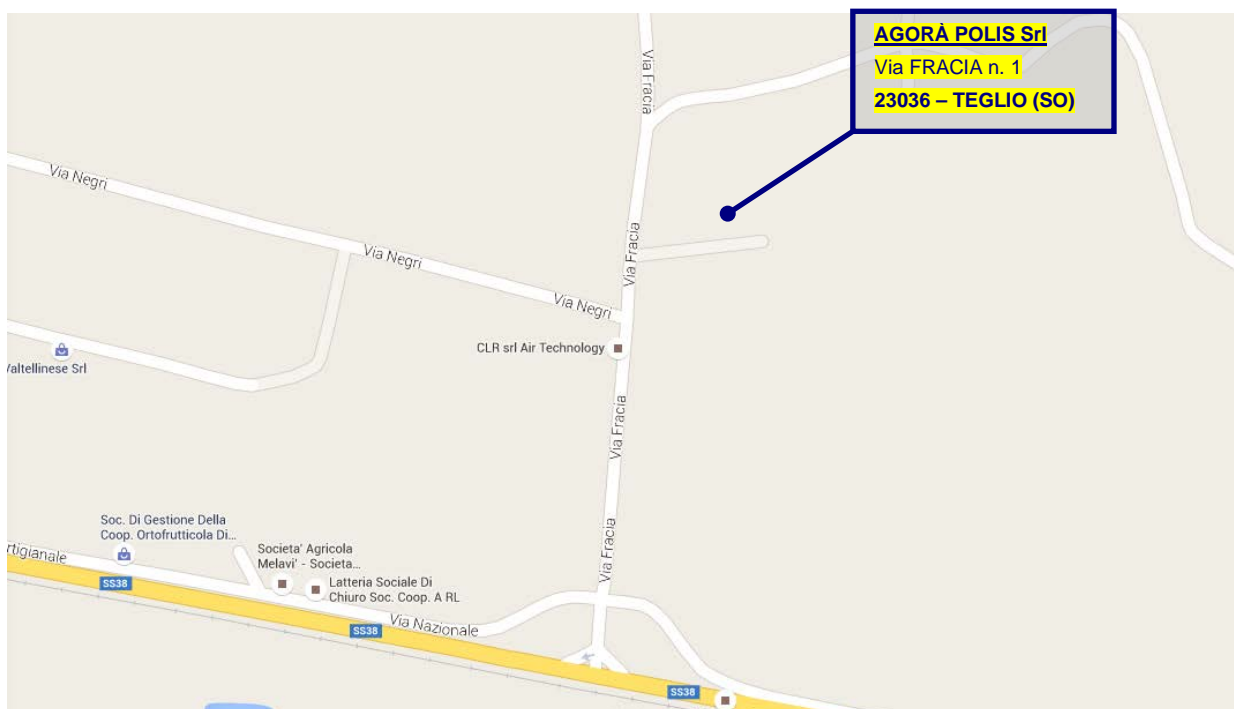 AGORÀ POLIS Srl
Via FRACIA n. 1
23036 – TEGLIO (SO)
Via Fracia
Via Negri
Via Fracia
Via Negri
Via Negri
CLR srl Air Technology
Valtellinese Srl
Via Fracia
Soc. Di Gestione Della
Coop. Ortofrutticola Di...
rtigianale
Societa' Agricola
Melavi' - Societa...
Via Fracia
SS38
Latteria Sociale Di
Chiuro Soc. Coop. A RL
Via Nazionale
SS38
SS38